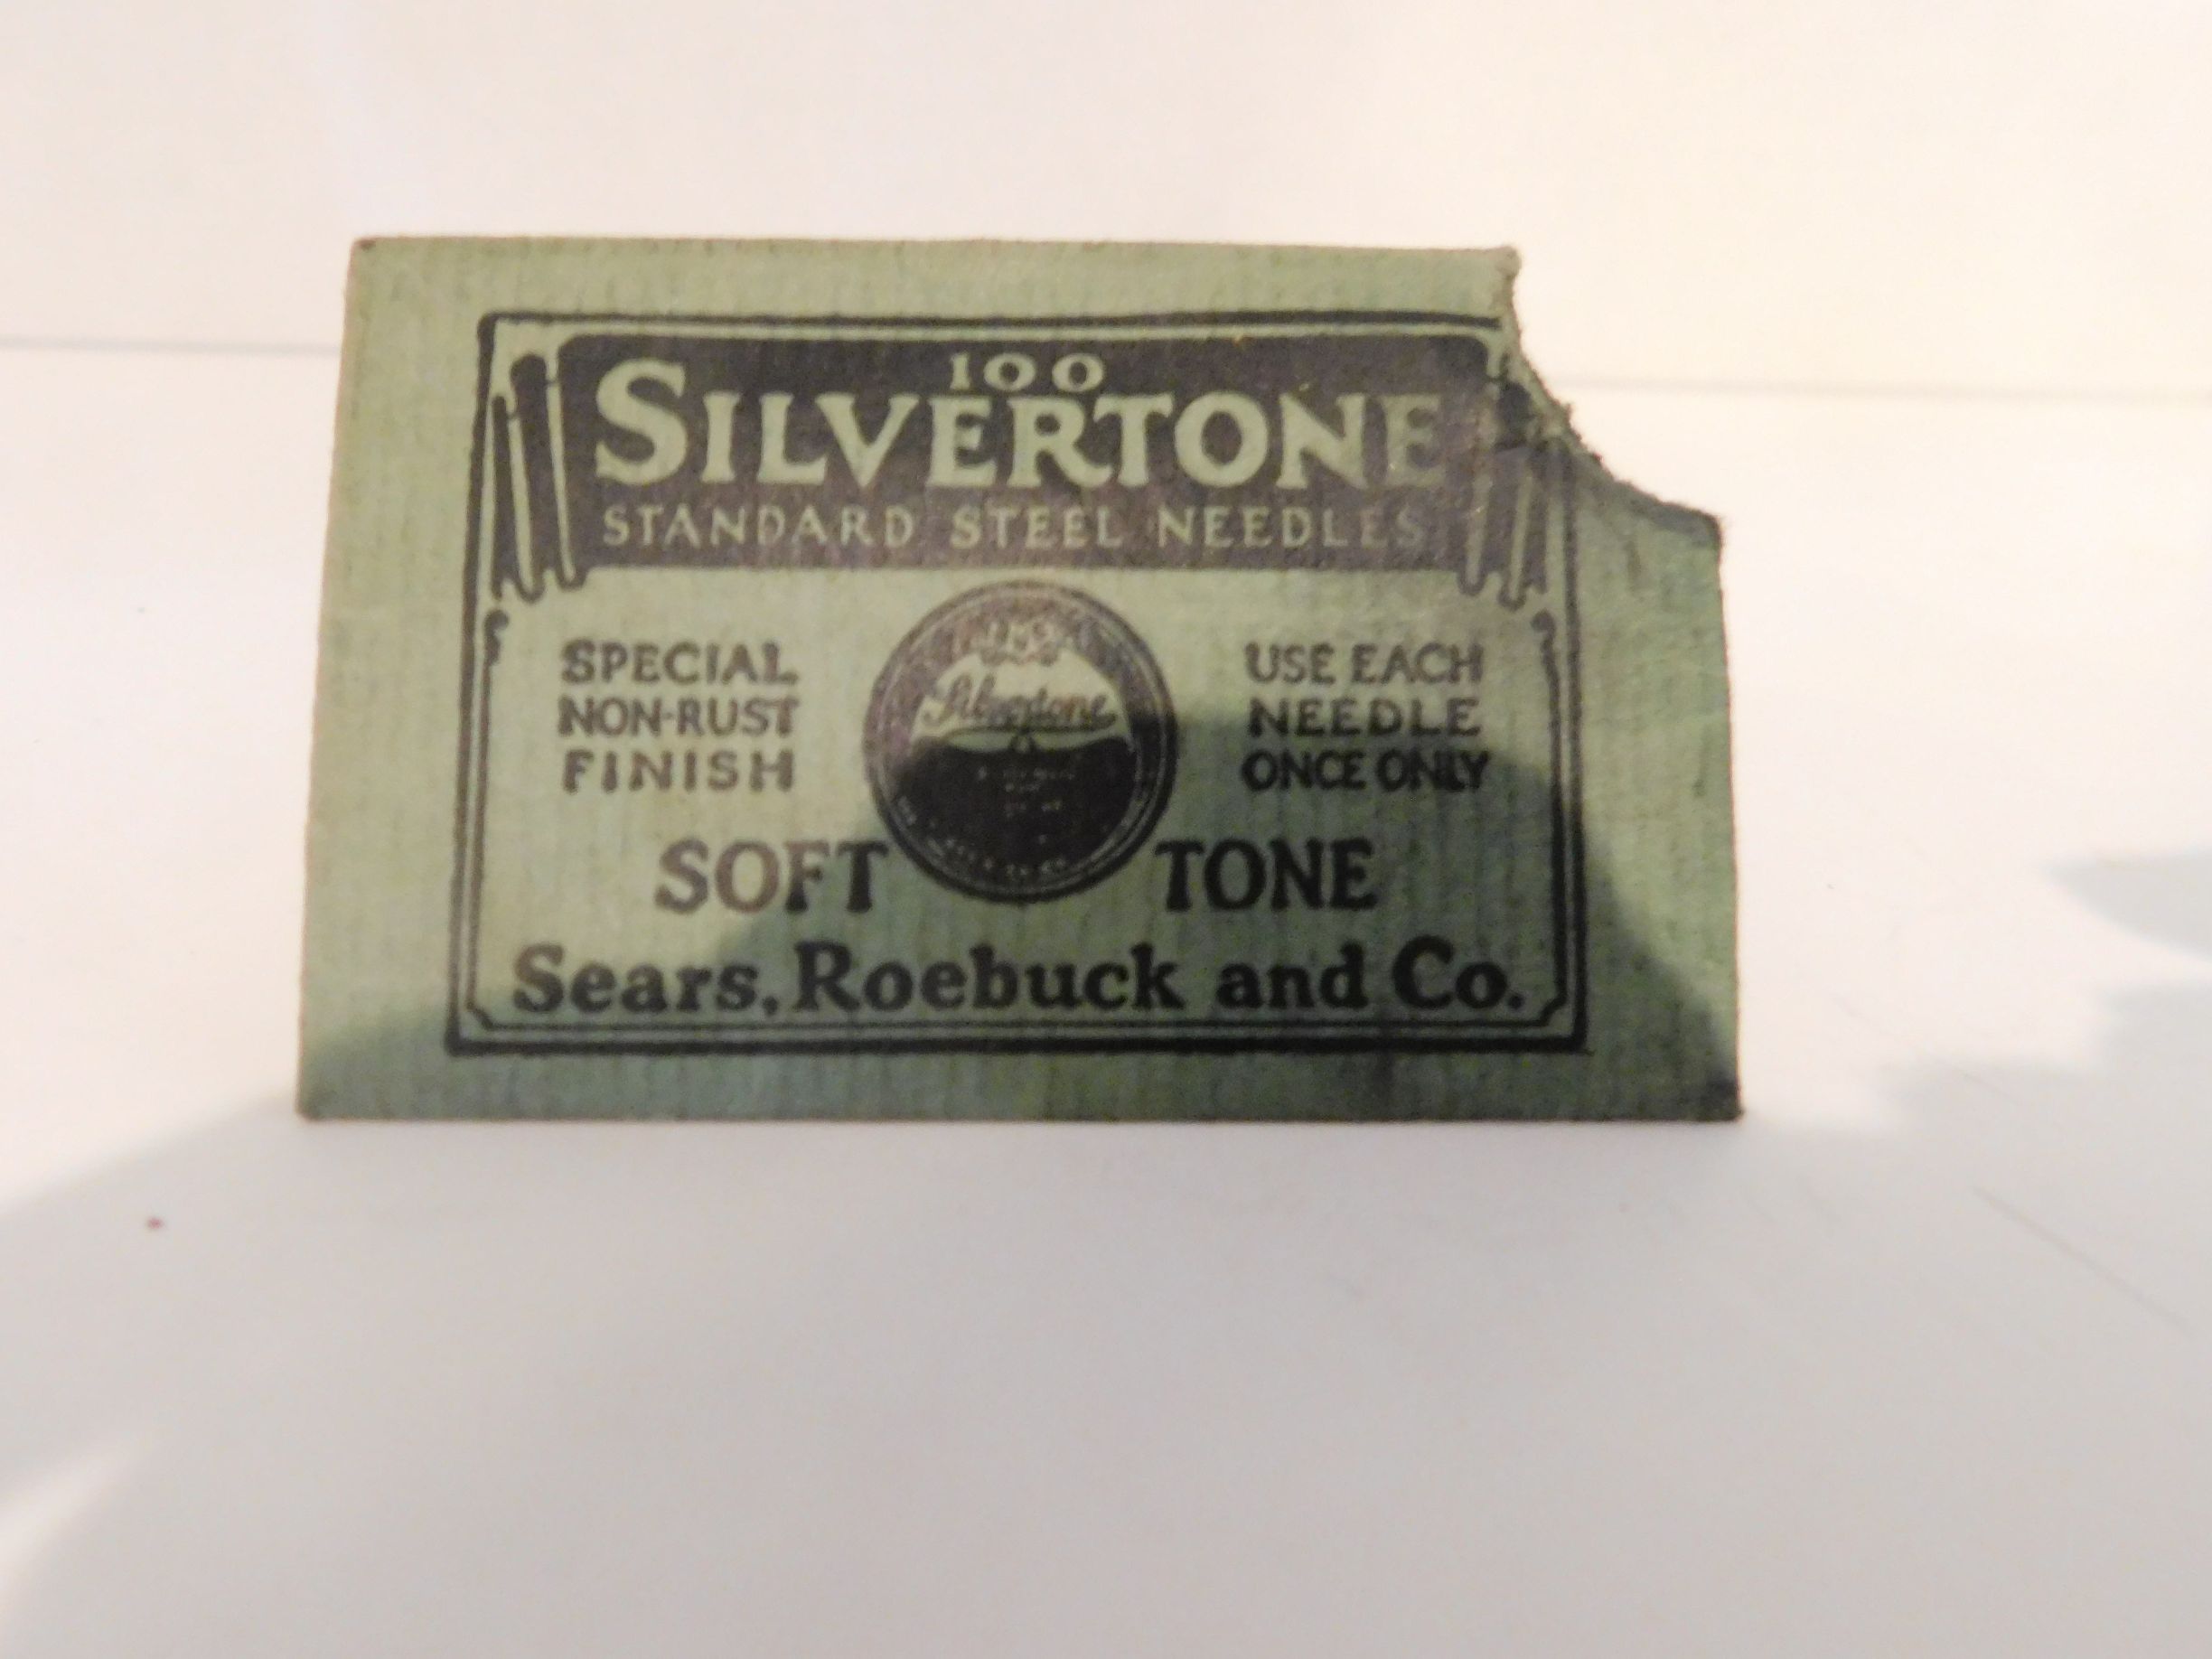 100
SILVERTONE
STANDARD STEEL NEEDLES
SPECIAL
NON-RUST
FINISH
Silvertone
USE EACH
NEEDLE
ONCE ONLY
SOFT TONE
Sears, Roebuck and Co.